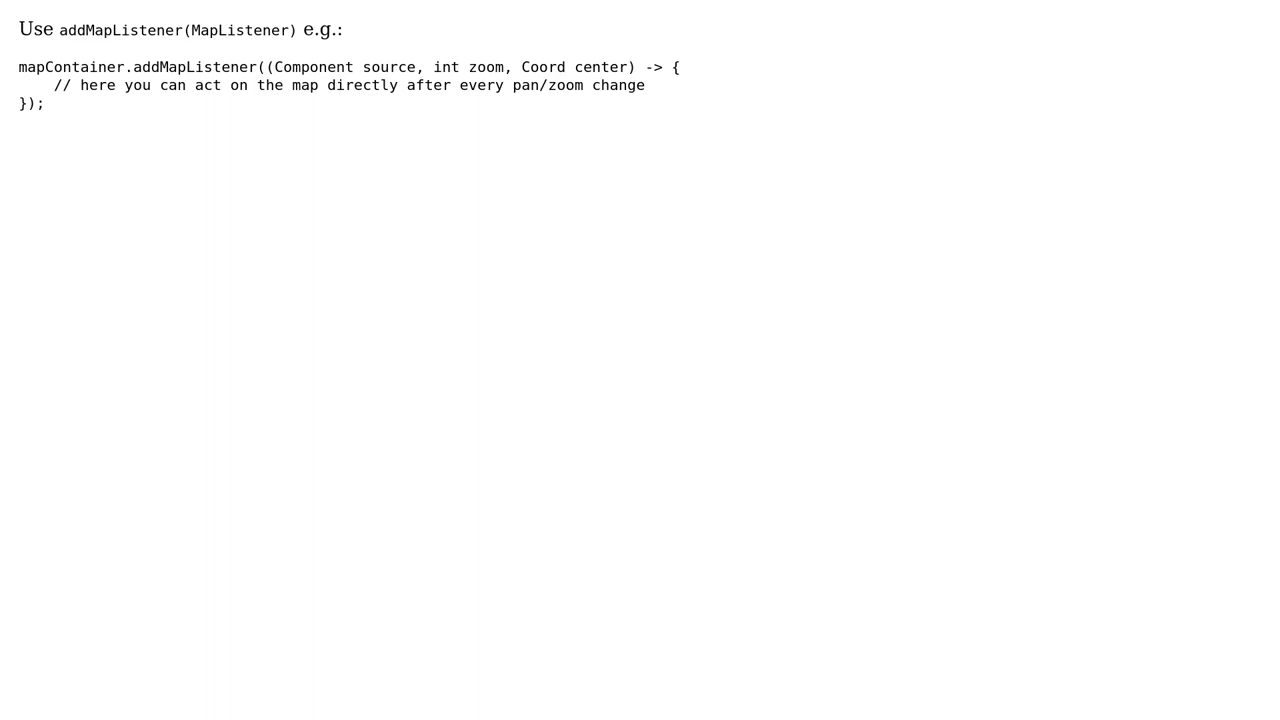 Use addMapListener(MapListener) e.g.:
mapContainer.addMapListener((Component source, int zoom, Coord center) -> {
    // here you can act on the map directly after every pan/zoom change
});